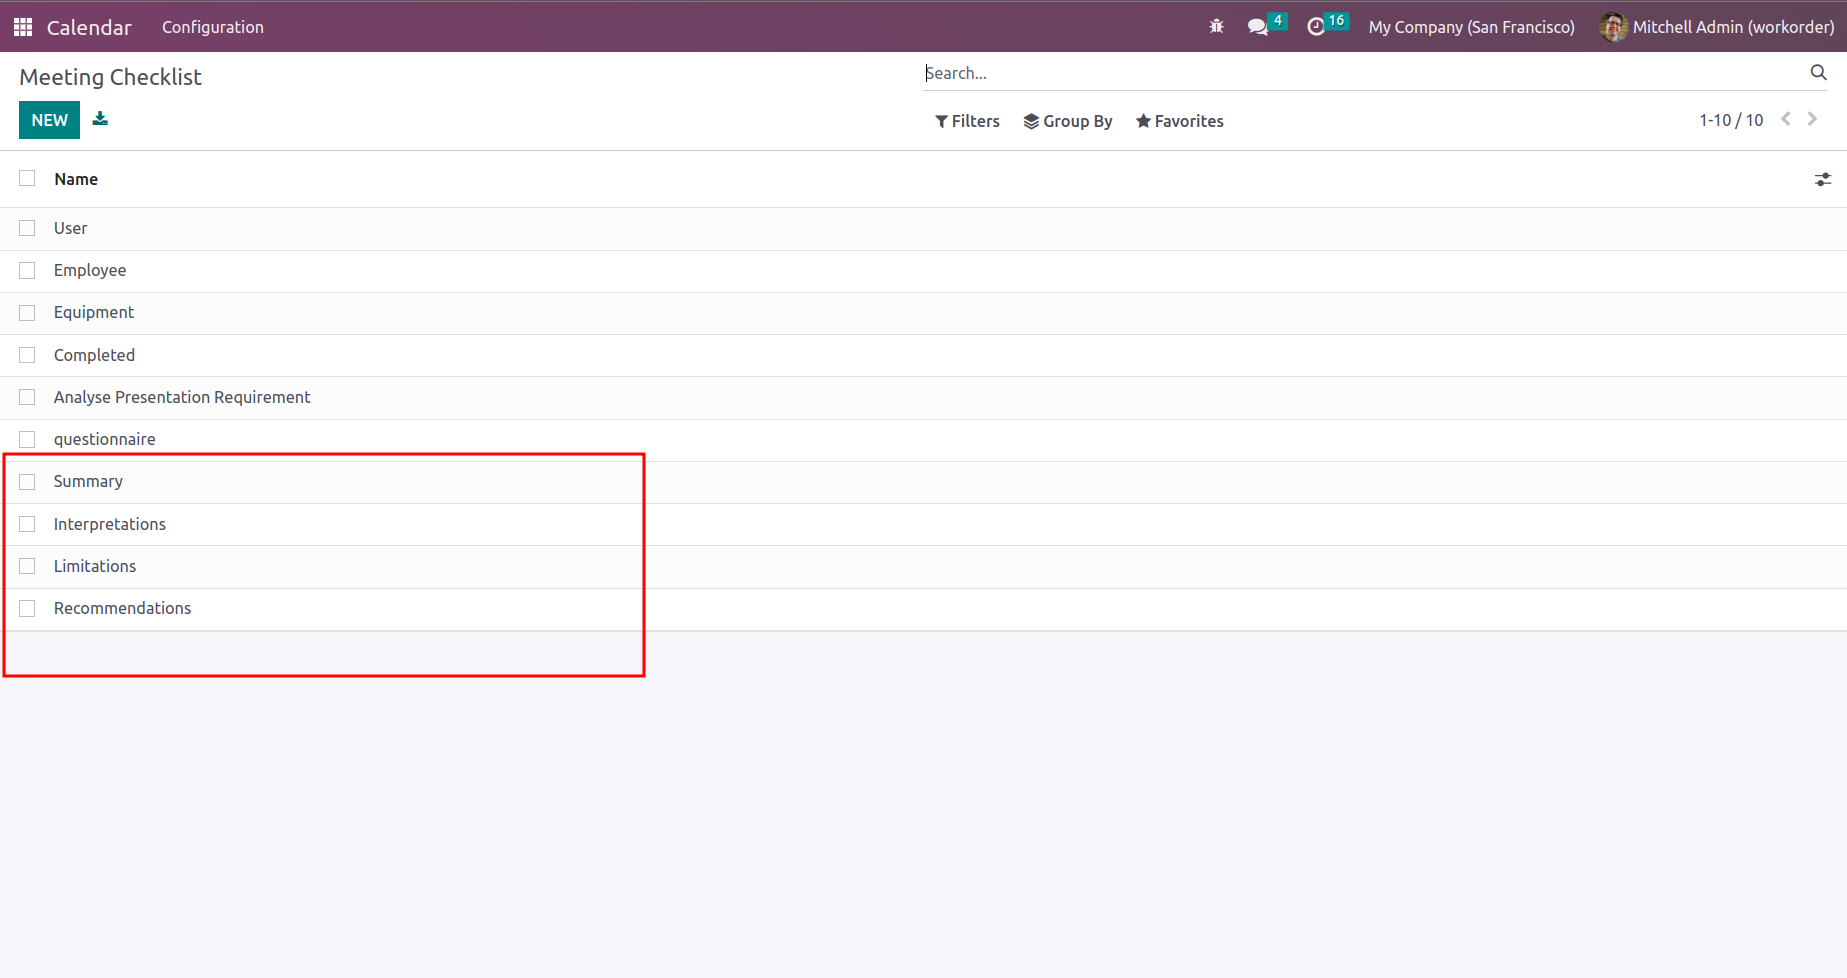 Calendar Configuration 4 16 My Company (San Francisco) Mitchell Admin (workorder)
Meeting Checklist Search...
NEW Filters Group By Favorites 1-10 / 10
Name
User
Employee
Equipment
Completed
Analyse Presentation Requirement
questionnaire
Summary
Interpretations
Limitations
Recommendations